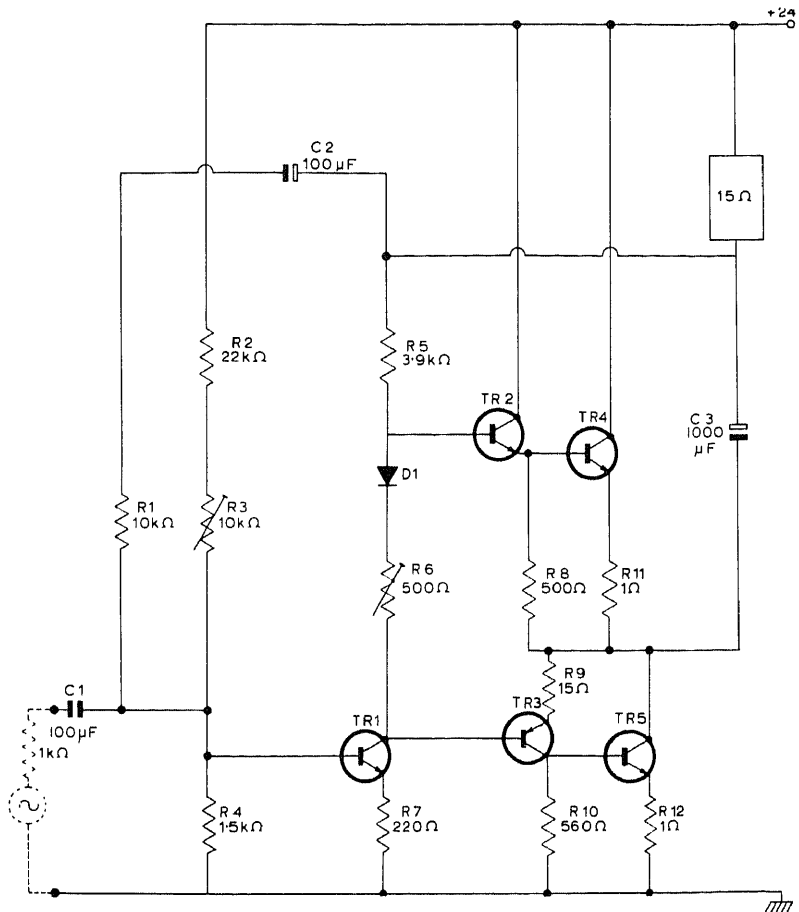 +24
C2
100µF
15Ω
R2
22kΩ
R5
3·9kΩ
TR2
TR4
C3
1000
µF
D1
R1
10kΩ
R3
10kΩ
R6
500Ω
R8
500Ω
R11
1Ω
R9
15Ω
C1
100µF
1kΩ
TR1
TR3
TR5
R4
1·5kΩ
R7
220Ω
R10
560Ω
R12
1Ω